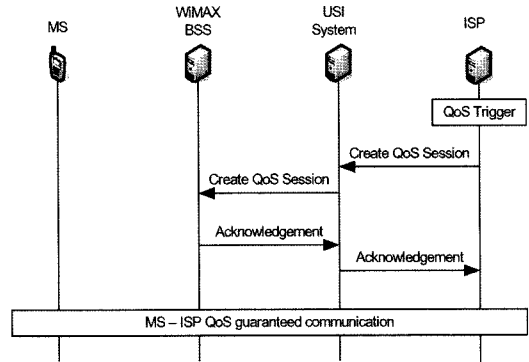 MS
WiMAX
BSS
USI
System
ISP
QoS Trigger
Create QoS Session
Create QoS Session
Acknowledgement
Acknowledgement
MS – ISP QoS guaranteed communication